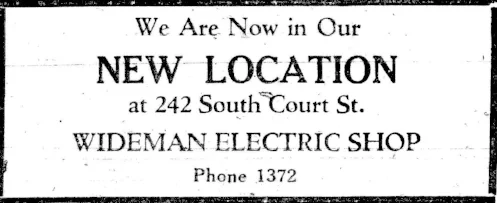 We Are Now in Our
NEW LOCATION
at 242 South Court St.
WIDEMAN ELECTRIC SHOP
Phone 1372